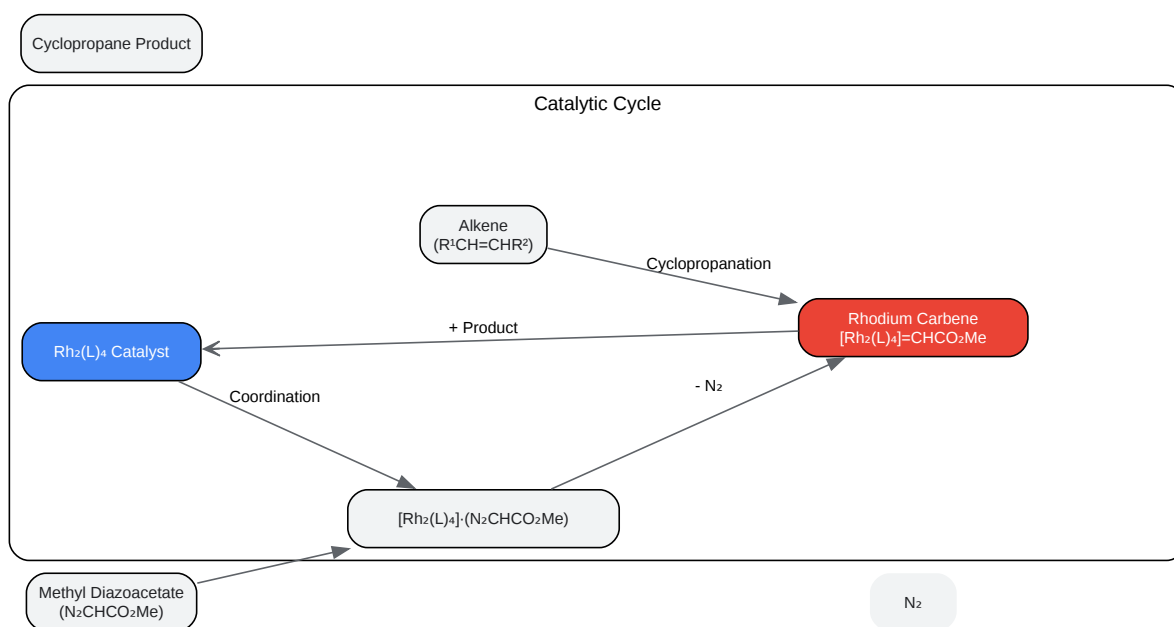 Cyclopropane Product
Catalytic Cycle
Alkene
(R¹CH=CHR²)
Cyclopropanation
Rhodium Carbene
[Rh₂(L)₄]=CHCO₂Me
+ Product
Rh₂(L)₄ Catalyst
- N₂
Coordination
[Rh₂(L)₄]·(N₂CHCO₂Me)
Methyl Diazoacetate
(N₂CHCO₂Me)
N₂